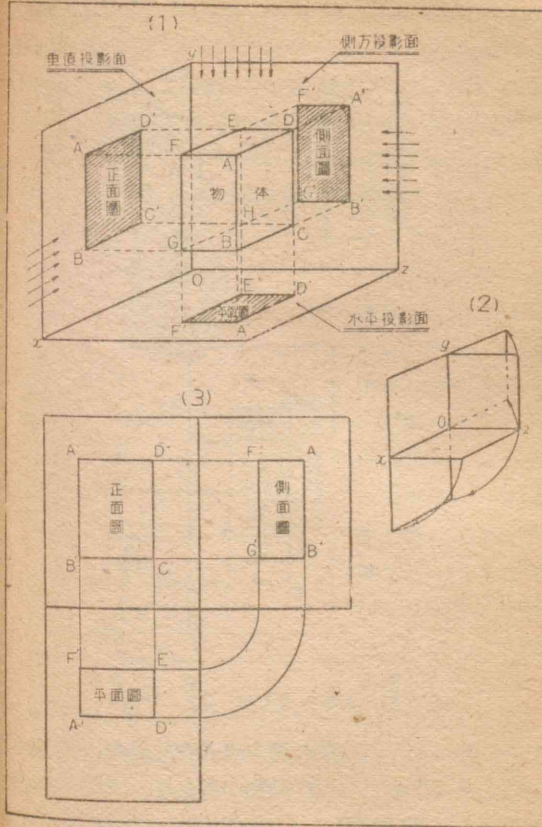 (1)
垂直投影面
側方投影面
y
F' A'
D' E D
A F A
正面圖
物体
側面圖
C' H G'
B G B C B'
O z
E' D'
平面圖
F' A
水平投影面
x
(2)
y
O
x z
(3)
A D' F' A
正面圖
側面圖
B' C G' B'
F' E'
平面圖
A' D'